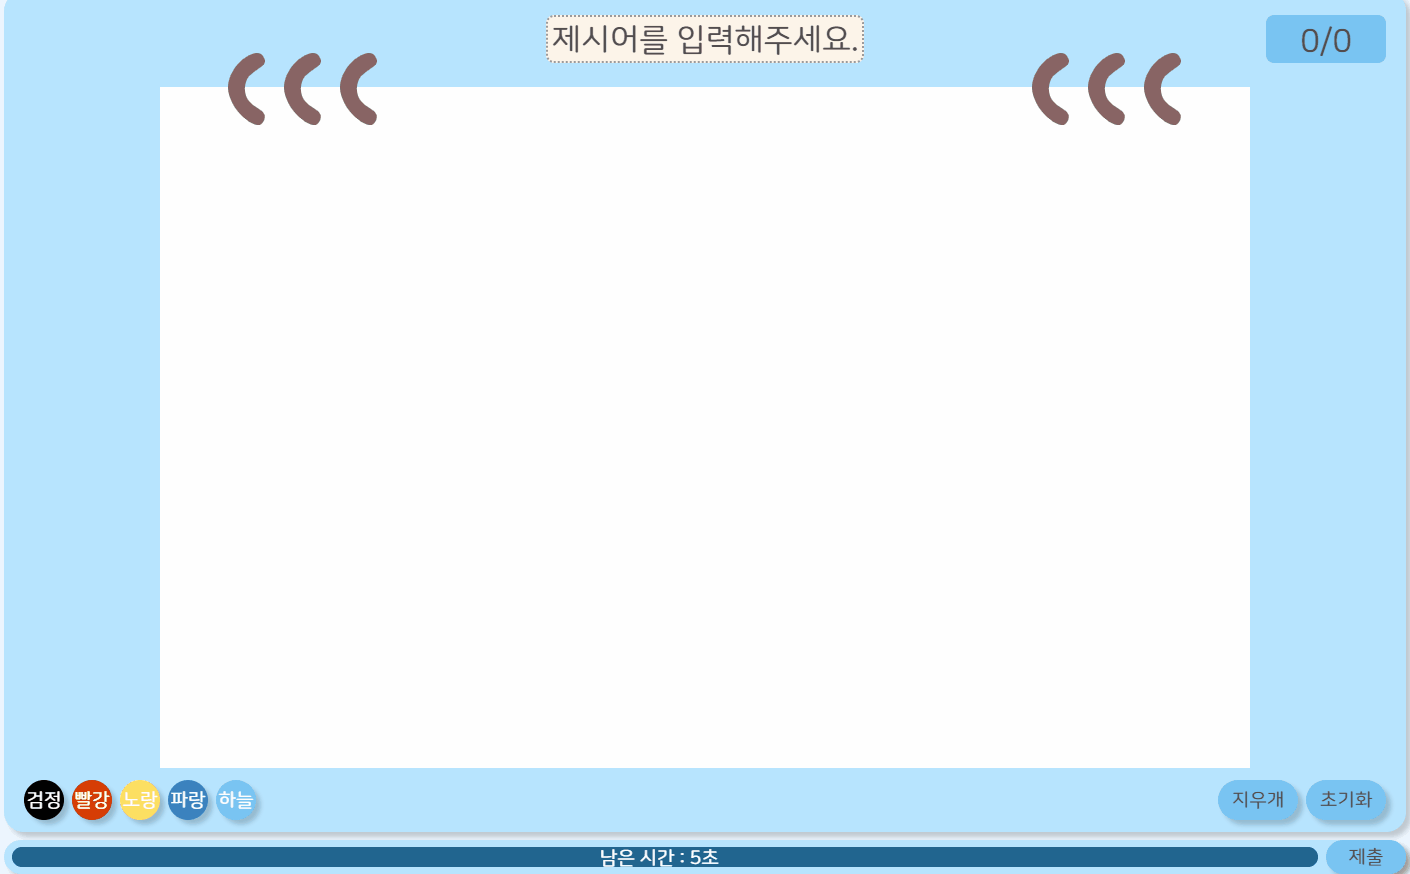 제시어를 입력해주세요.
0/0
검정 빨강 노랑 파랑 하늘
지우개 초기화
남은 시간 : 5초
제출